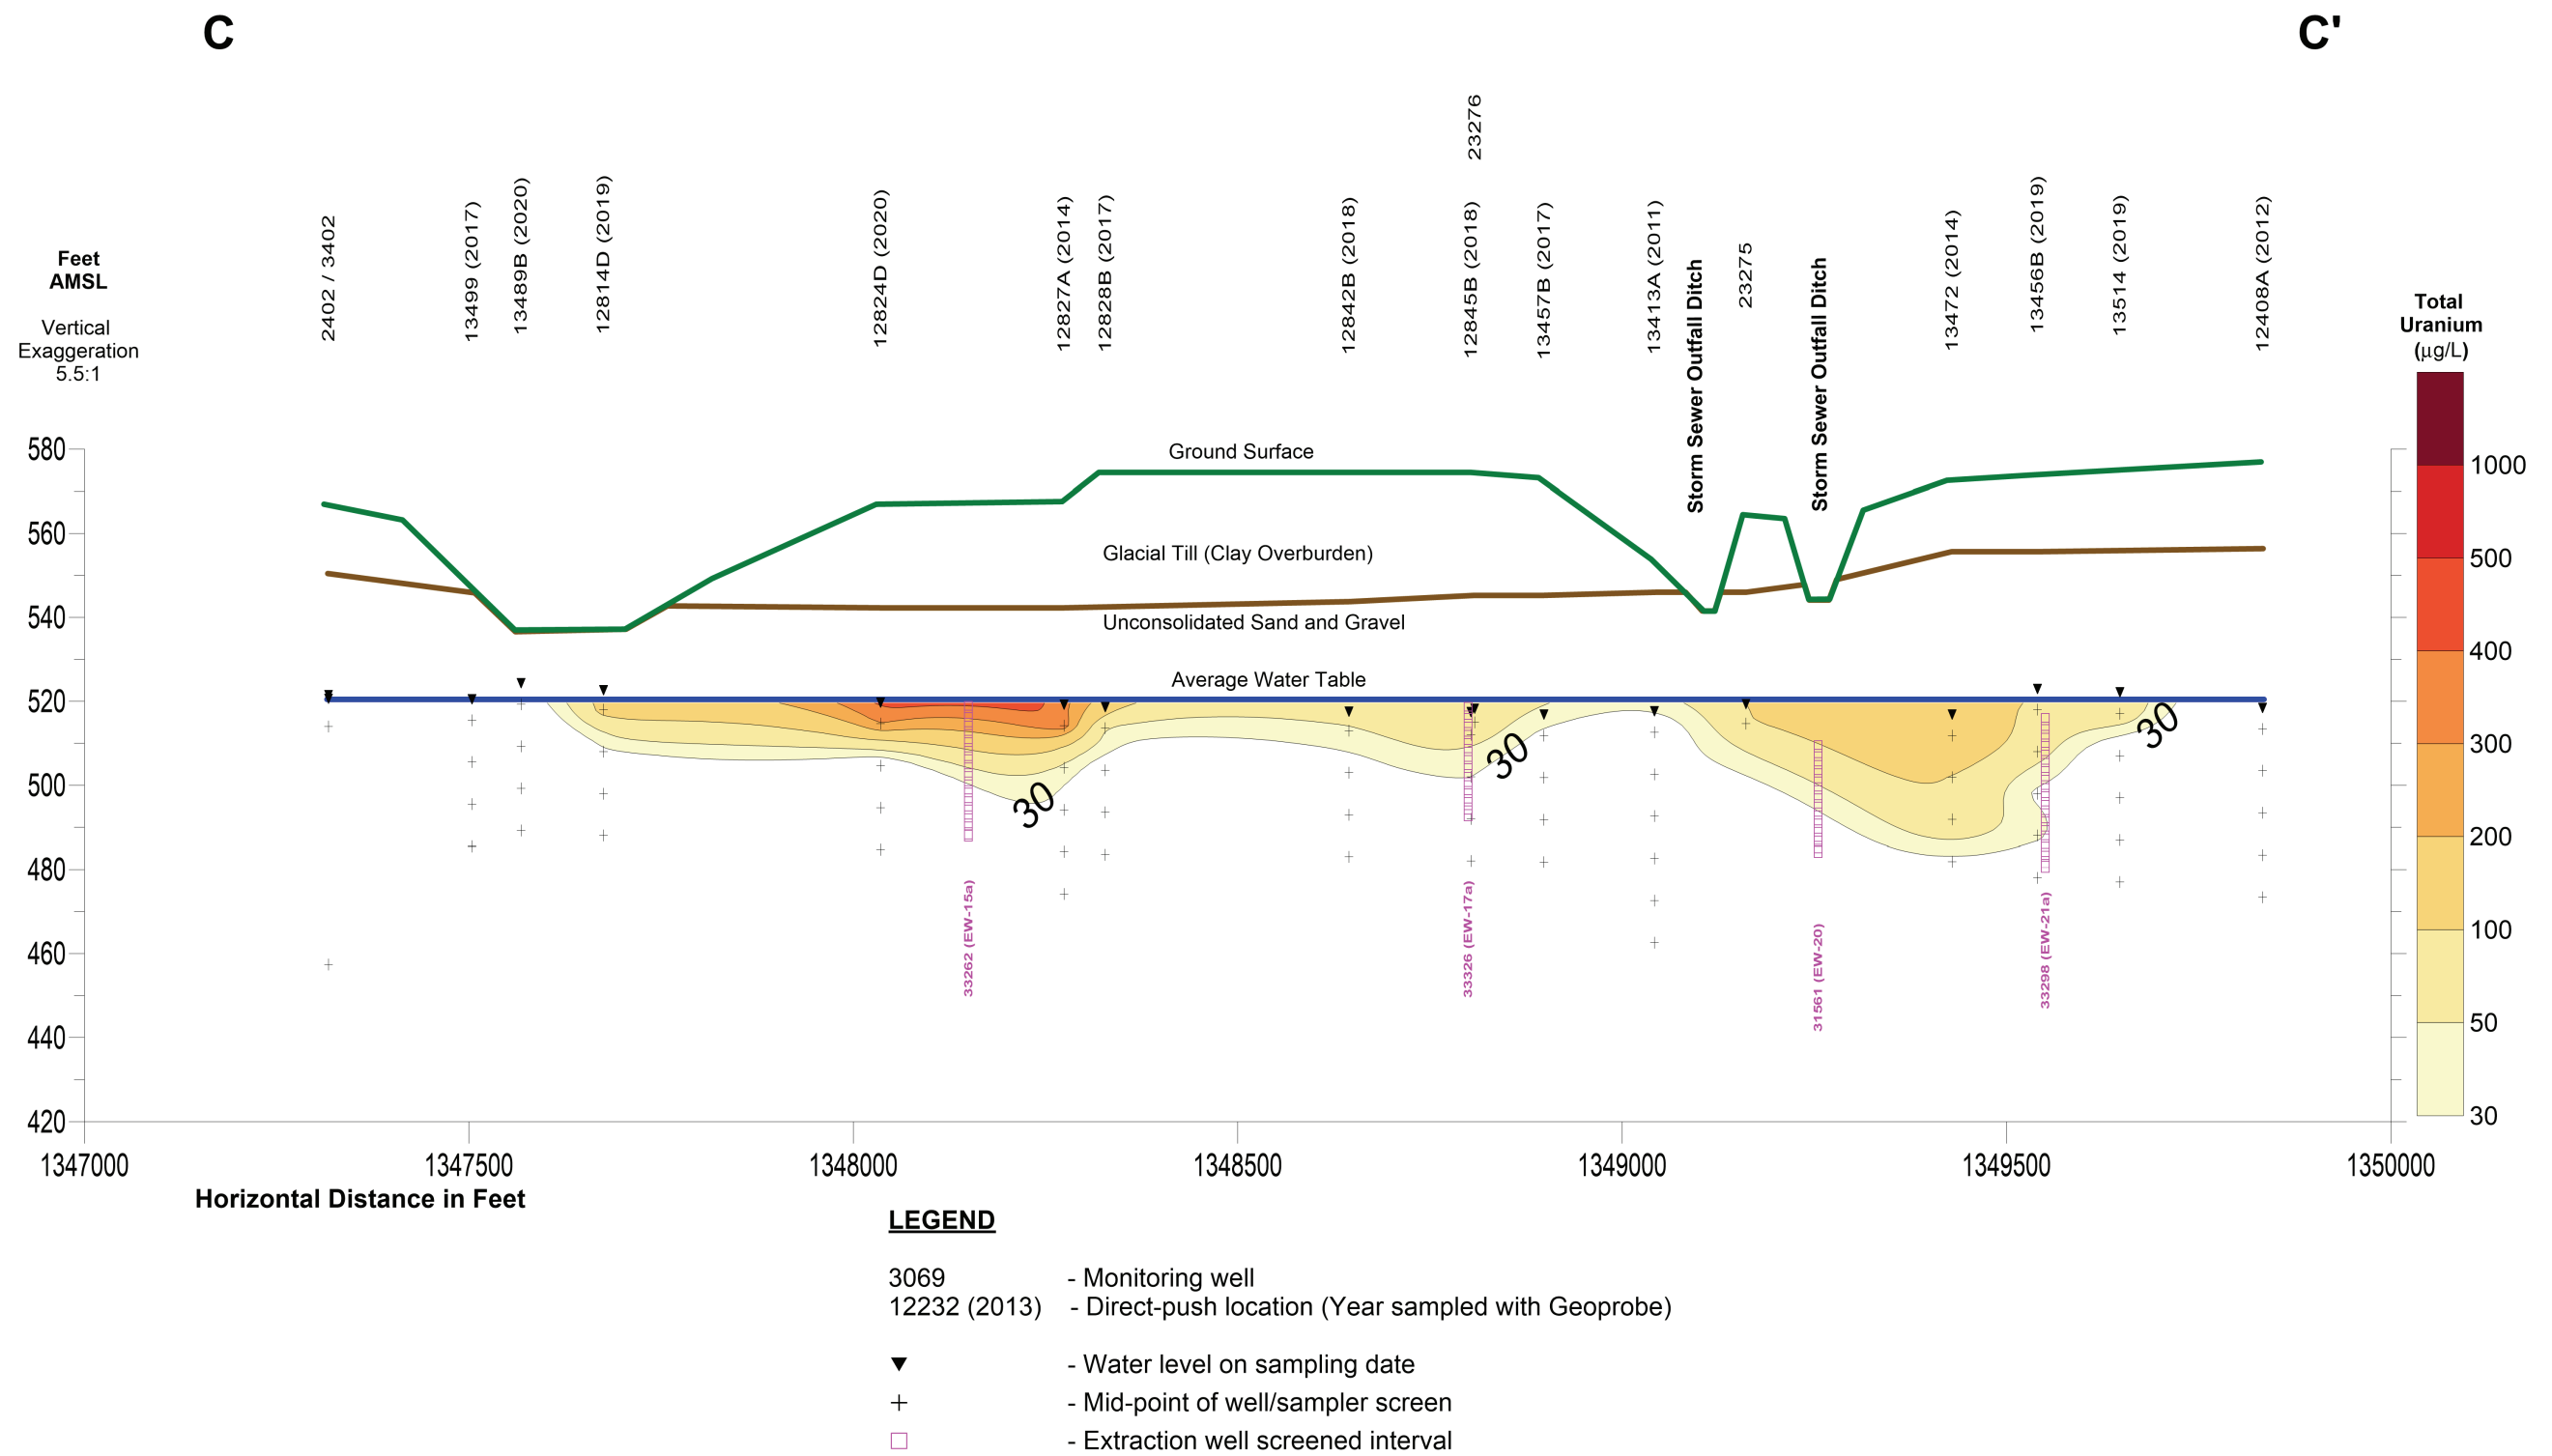 C
C'
23276
2402 / 3402
13499 (2017)
13489B (2020)
12814D (2019)
12824D (2020)
12827A (2014)
12828B (2017)
12842B (2018)
12845B (2018)
13457B (2017)
13413A (2011)
Storm Sewer Outfall Ditch
23275
Storm Sewer Outfall Ditch
13472 (2014)
13456B (2019)
13514 (2019)
12408A (2012)
Feet
AMSL
Vertical
Exaggeration
5.5:1
Total
Uranium
(µg/L)
1000
500
400
300
200
100
50
30
580
560
540
520
500
480
460
440
420
Ground Surface
Glacial Till (Clay Overburden)
Unconsolidated Sand and Gravel
Average Water Table
30
30
30
33262 (EW-15a)
33326 (EW-17a)
31561 (EW-20)
33298 (EW-21a)
1347000
1347500
1348000
1348500
1349000
1349500
1350000
Horizontal Distance in Feet
LEGEND
3069 - Monitoring well
12232 (2013) - Direct-push location (Year sampled with Geoprobe)
- Water level on sampling date
- Mid-point of well/sampler screen
- Extraction well screened interval